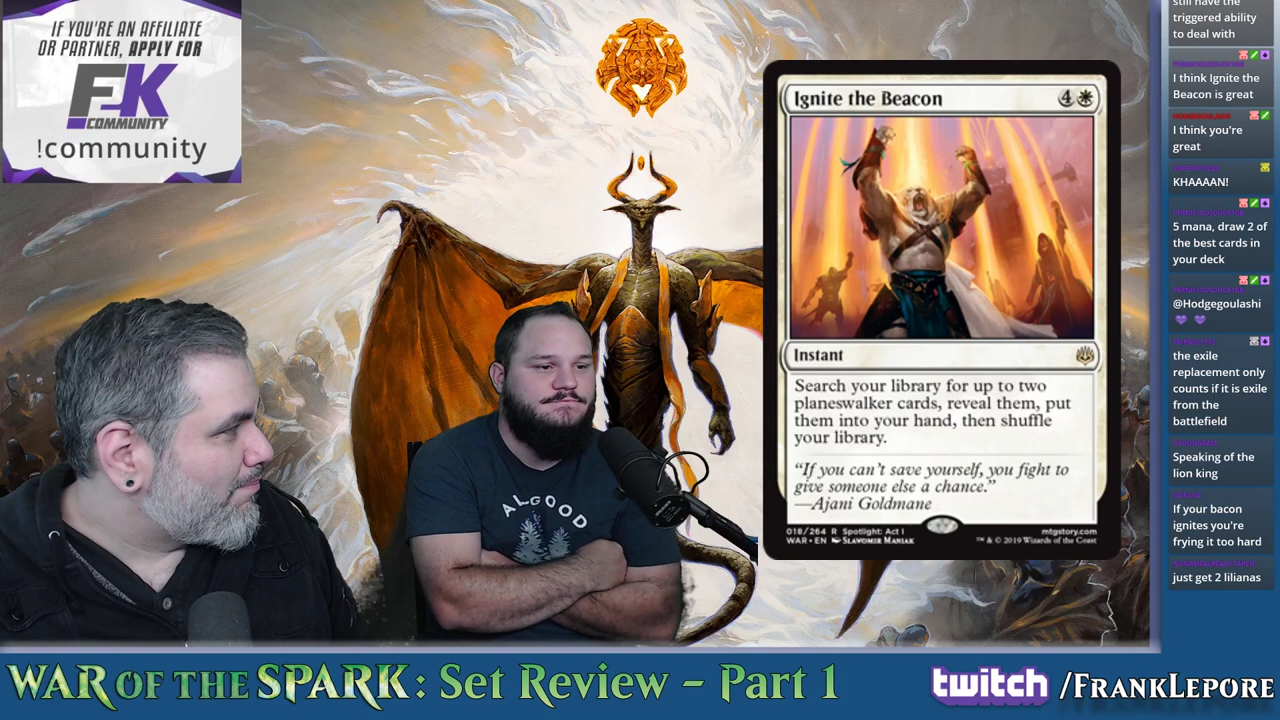 IF YOU'RE AN AFFILIATE
OR PARTNER, APPLY FOR
FK
COMMUNITY
!community
Ignite the Beacon
4
Instant
Search your library for up to two
planeswalker cards, reveal them, put
them into your hand, then shuffle
your library.
"If you can't save yourself, you fight to
give someone else a chance."
—Ajani Goldmane
018/264 R Spotlight: Act I
mtgstory.com
WAR • EN Slawomir Maniak
™ & © 2019 Wizards of the Coast
ALGOOD
still have the
triggered ability
to deal with
I think Ignite the
Beacon is great
I think you're
great
KHAAAN!
5 mana, draw 2 of
the best cards in
your deck
@Hodgegoulashi
the exile
replacement only
counts if it is exile
from the
battlefield
Speaking of the
lion king
If your bacon
ignites you're
frying it too hard
just get 2 lilianas
WAR OF THE SPARK: Set Review - Part 1
twitch /FrankLepore